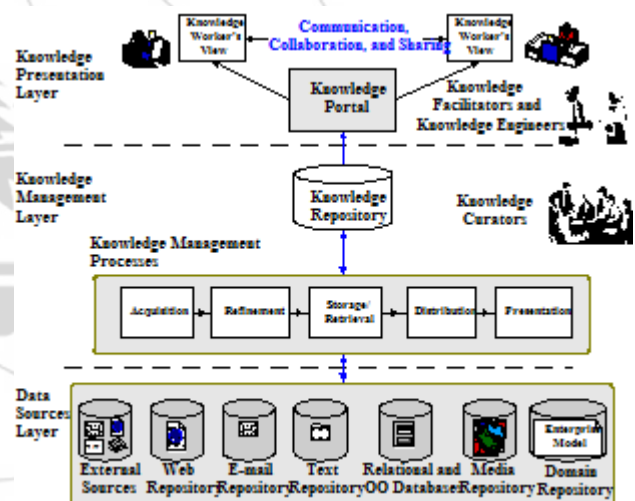 Knowledge
Presentation
Layer
Knowledge
Worker's
View
Communication,
Collaboration, and Sharing
Knowledge
Worker's
View
Knowledge
Portal
Knowledge
Facilitators and
Knowledge Engineers
Knowledge
Management
Layer
Knowledge
Repository
Knowledge
Curators
Knowledge Management
Processes
Acquisition
Refinement
Storage/
Retrieval
Distribution
Presentation
Data
Sources
Layer
External
Sources
Web
Repository
E-mail
Repository
Text
Repository
Relational and
OO Databases
Media
Repository
Enterprise
Model
Domain
Repository